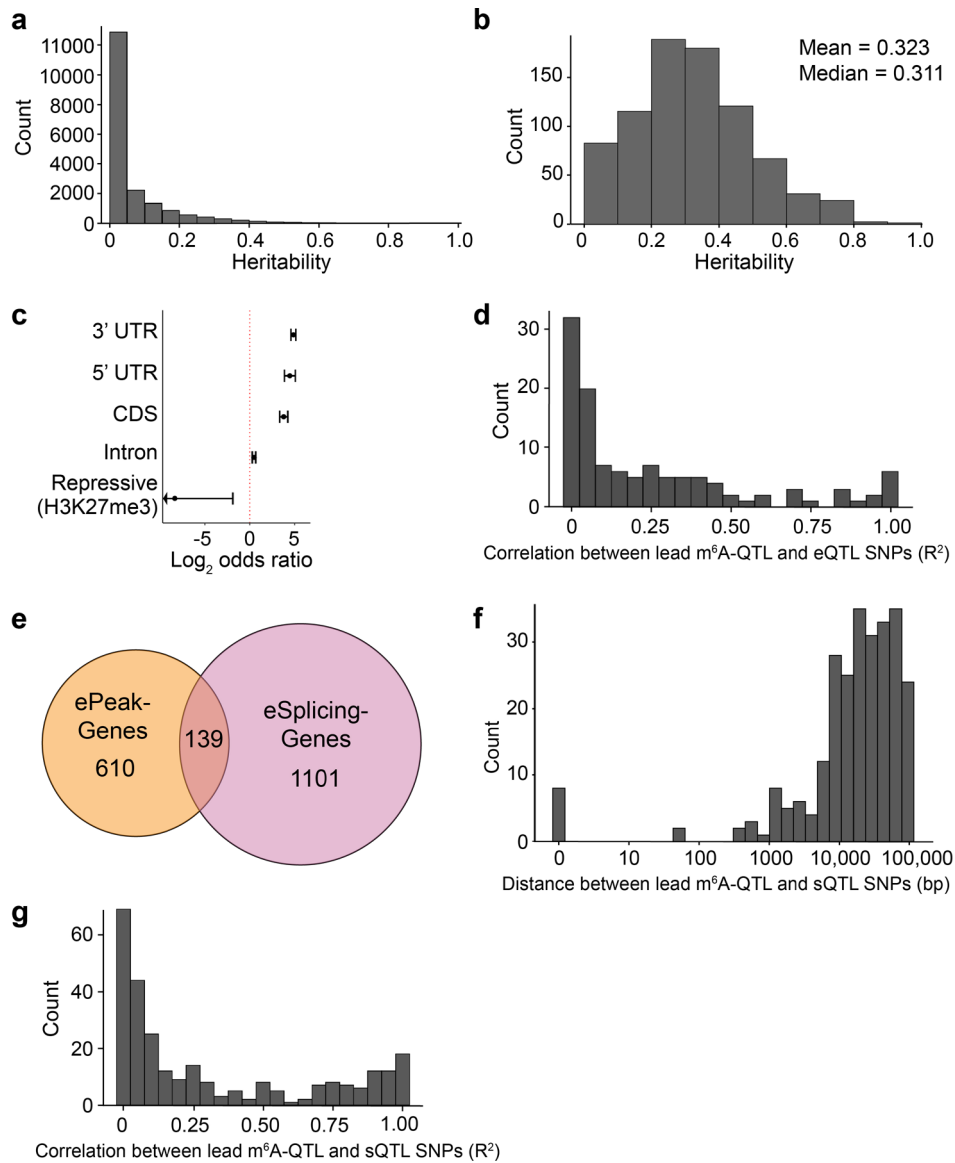 a
11000
10000
8000
6000
4000
2000
0
Count
0
0.2
0.4
0.6
0.8
1.0
Heritability
b
Mean = 0.323
Median = 0.311
150
100
50
0
Count
0
0.2
0.4
0.6
0.8
1.0
Heritability
c
3’ UTR
5’ UTR
CDS
Intron
Repressive
(H3K27me3)
-5
0
5
Log2 odds ratio
d
30
20
10
0
Count
0
0.25
0.50
0.75
1.00
Correlation between lead m⁶A-QTL and eQTL SNPs (R²)
e
ePeak-
Genes
610
139
eSplicing-
Genes
1101
f
30
20
10
0
Count
0
10
100
1000
10,000
100,000
Distance between lead m⁶A-QTL and sQTL SNPs (bp)
g
60
40
20
0
Count
0
0.25
0.50
0.75
1.00
Correlation between lead m⁶A-QTL and sQTL SNPs (R²)